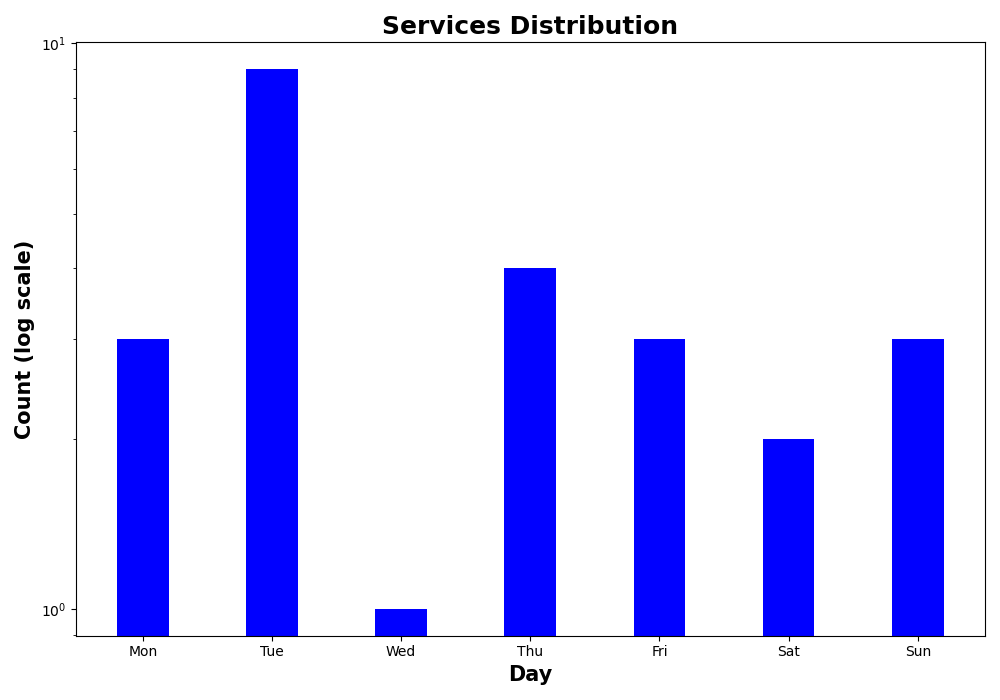 Services Distribution
10¹
10⁰
Count (log scale)
Mon Tue Wed Thu Fri Sat Sun
Day